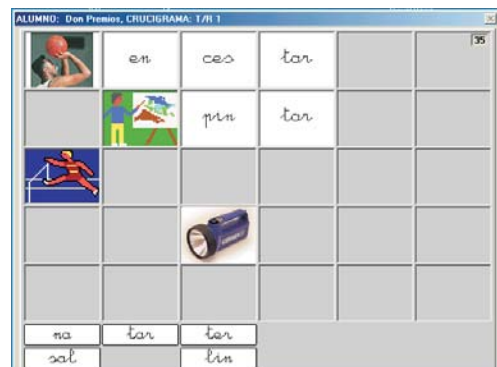 ALUMNO: Don Premios, CRUCIGRAMA: T/R 1
35
en ces tar
pin tar
na tar ter
sal lin